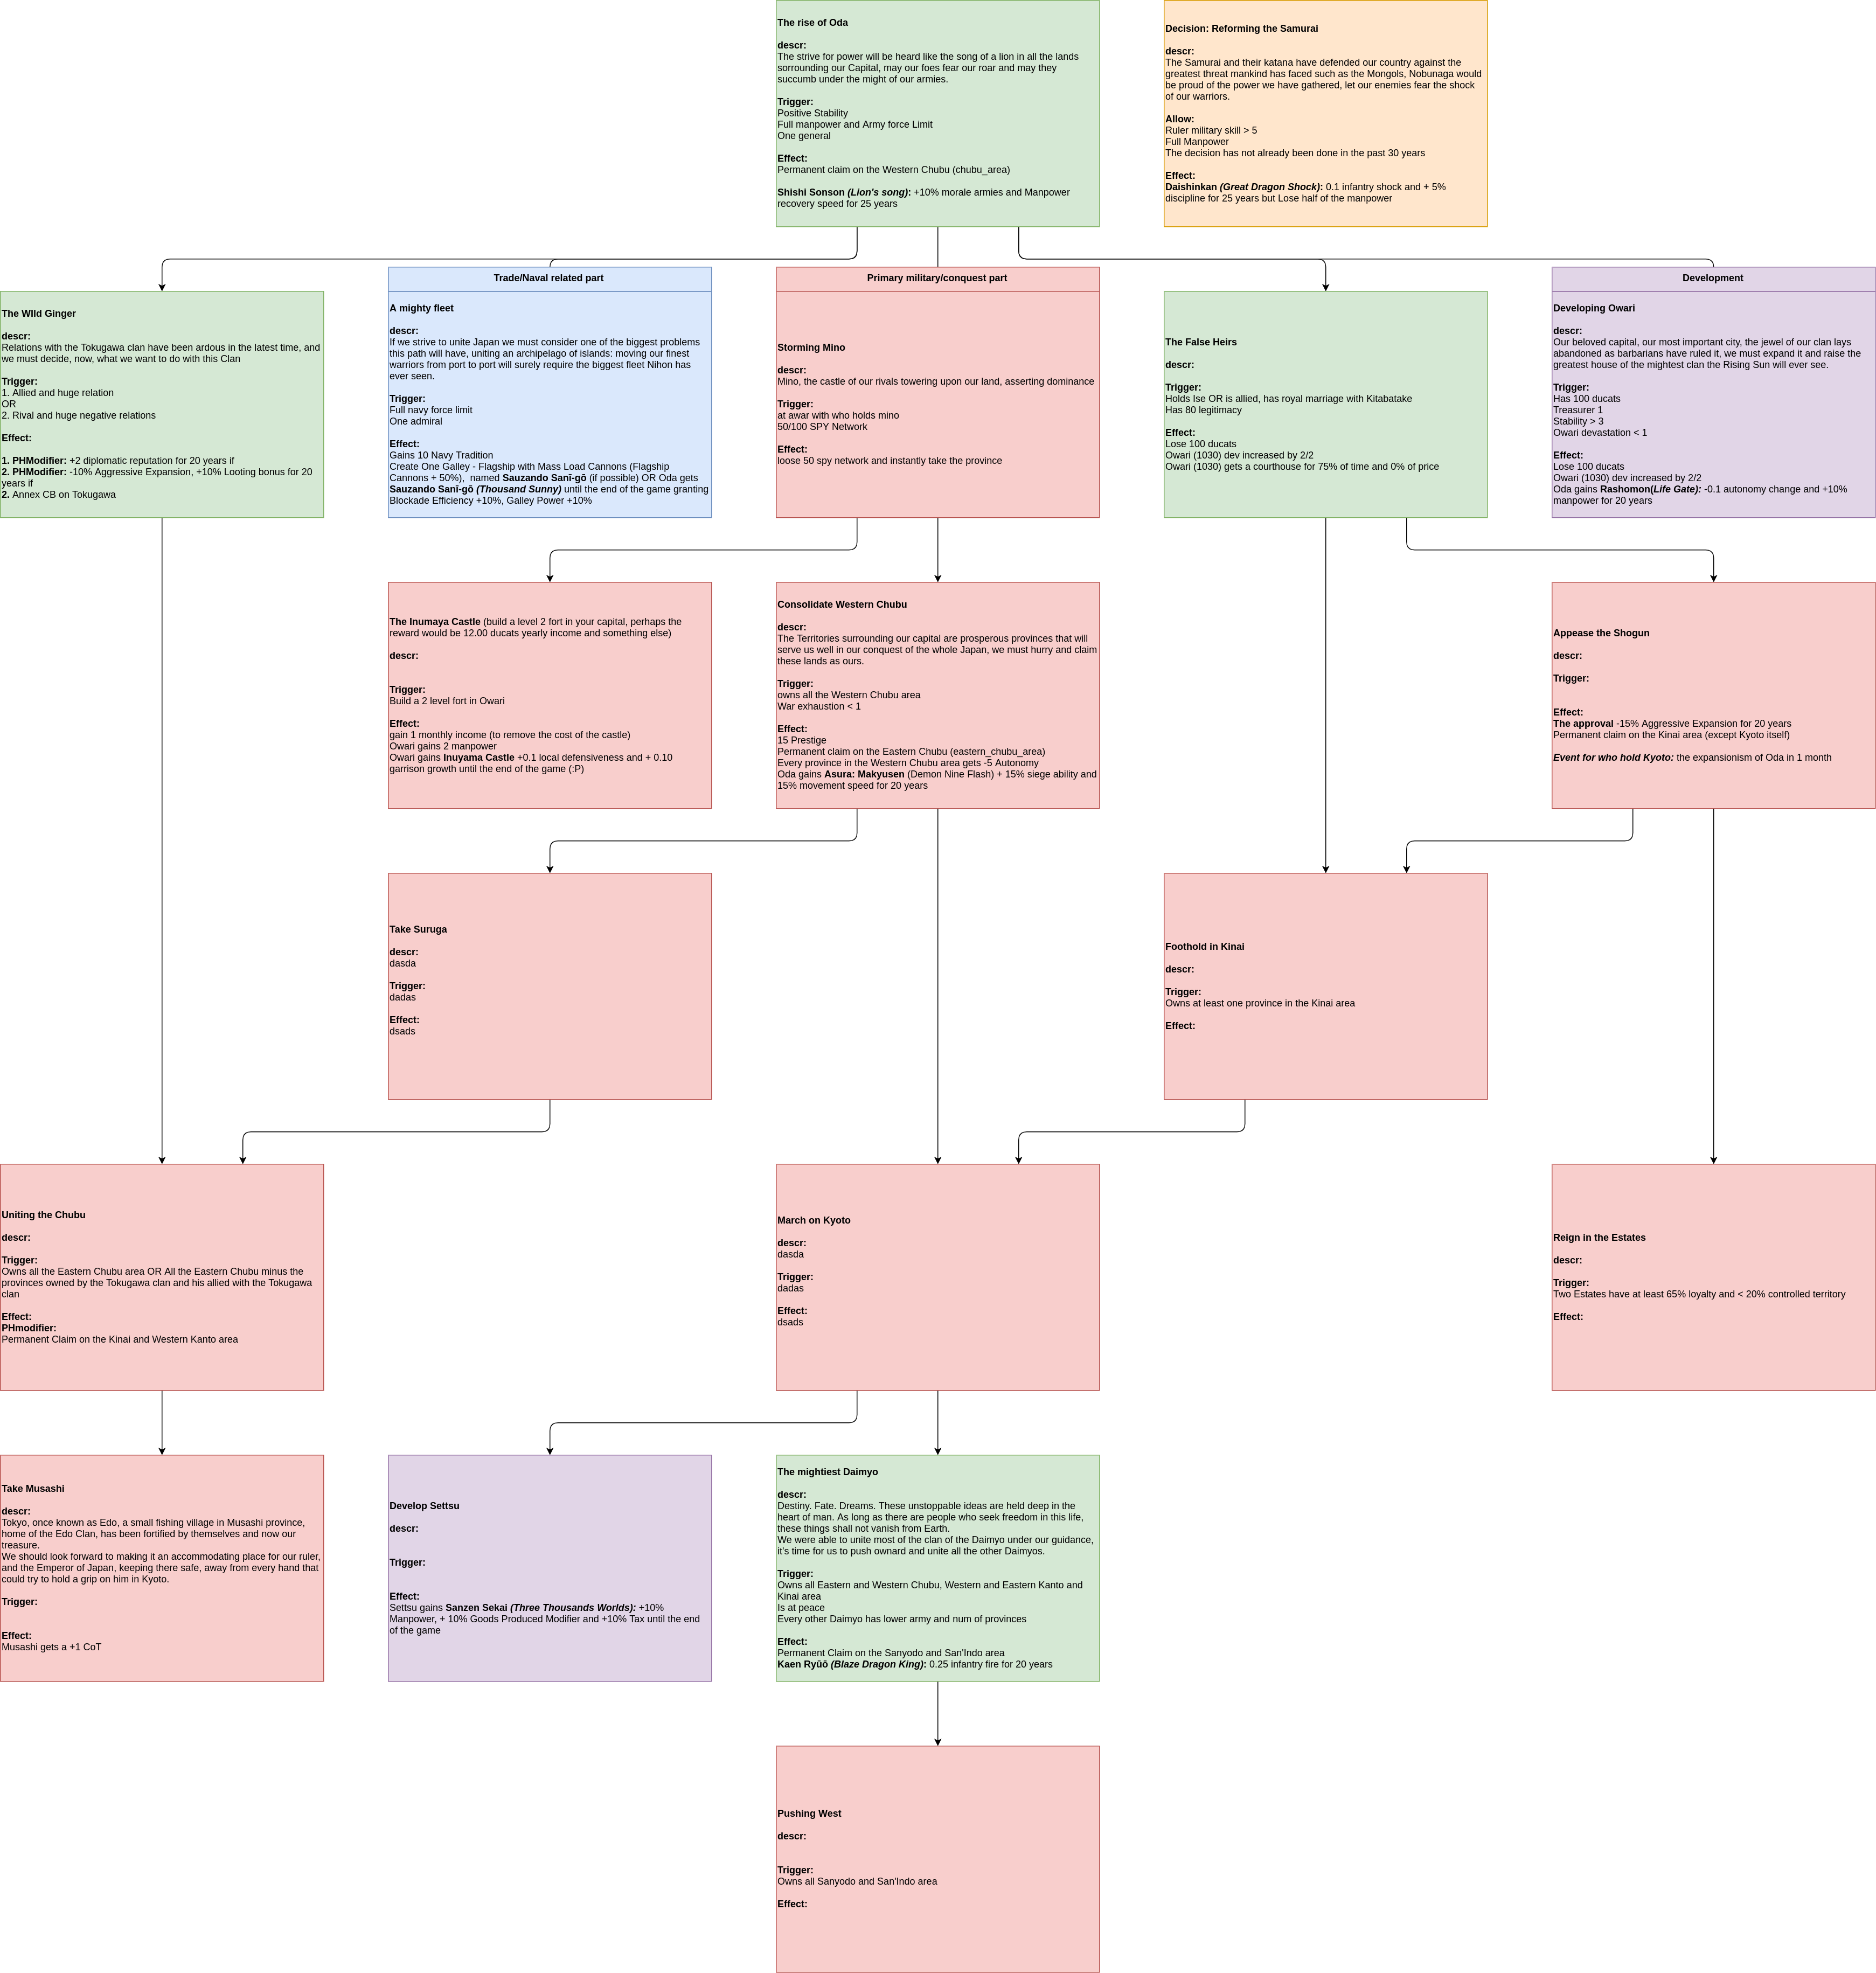 The rise of Oda
descr:
The strive for power will be heard like the song of a lion in all the lands
sorrounding our Capital, may our foes fear our roar and may they
succumb under the might of our armies.
Trigger:
Positive Stability
Full manpower and Army force Limit
One general
Effect:
Permanent claim on the Western Chubu (chubu_area)
Shishi Sonson (Lion's song): +10% morale armies and Manpower
recovery speed for 25 years
Decision: Reforming the Samurai
descr:
The Samurai and their katana have defended our country against the
greatest threat mankind has faced such as the Mongols, Nobunaga would
be proud of the power we have gathered, let our enemies fear the shock
of our warriors.
Allow:
Ruler military skill > 5
Full Manpower
The decision has not already been done in the past 30 years
Effect:
Daishinkan (Great Dragon Shock): 0.1 infantry shock and + 5%
discipline for 25 years but Lose half of the manpower
The WIld Ginger
descr:
Relations with the Tokugawa clan have been ardous in the latest time, and
we must decide, now, what we want to do with this Clan
Trigger:
1. Allied and huge relation
OR
2. Rival and huge negative relations
Effect:
1. PHModifier: +2 diplomatic reputation for 20 years if
2. PHModifier: -10% Aggressive Expansion, +10% Looting bonus for 20
years if
2. Annex CB on Tokugawa
Trade/Naval related part
A mighty fleet
descr:
If we strive to unite Japan we must consider one of the biggest problems
this path will have, uniting an archipelago of islands: moving our finest
warriors from port to port will surely require the biggest fleet Nihon has
ever seen.
Trigger:
Full navy force limit
One admiral
Effect:
Gains 10 Navy Tradition
Create One Galley - Flagship with Mass Load Cannons (Flagship
Cannons + 50%), named Sauzando Sanī-gō (if possible) OR Oda gets
Sauzando Sanī-gō (Thousand Sunny) until the end of the game granting
Blockade Efficiency +10%, Galley Power +10%
Primary military/conquest part
Storming Mino
descr:
Mino, the castle of our rivals towering upon our land, asserting dominance
Trigger:
at awar with who holds mino
50/100 SPY Network
Effect:
loose 50 spy network and instantly take the province
The False Heirs
descr:
Trigger:
Holds Ise OR is allied, has royal marriage with Kitabatake
Has 80 legitimacy
Effect:
Lose 100 ducats
Owari (1030) dev increased by 2/2
Owari (1030) gets a courthouse for 75% of time and 0% of price
Development
Developing Owari
descr:
Our beloved capital, our most important city, the jewel of our clan lays
abandoned as barbarians have ruled it, we must expand it and raise the
greatest house of the mightest clan the Rising Sun will ever see.
Trigger:
Has 100 ducats
Treasurer 1
Stability > 3
Owari devastation < 1
Effect:
Lose 100 ducats
Owari (1030) dev increased by 2/2
Oda gains Rashomon(Life Gate): -0.1 autonomy change and +10%
manpower for 20 years
The Inumaya Castle (build a level 2 fort in your capital, perhaps the
reward would be 12.00 ducats yearly income and something else)
descr:
Trigger:
Build a 2 level fort in Owari
Effect:
gain 1 monthly income (to remove the cost of the castle)
Owari gains 2 manpower
Owari gains Inuyama Castle +0.1 local defensiveness and + 0.10
garrison growth until the end of the game (:P)
Consolidate Western Chubu
descr:
The Territories surrounding our capital are prosperous provinces that will
serve us well in our conquest of the whole Japan, we must hurry and claim
these lands as ours.
Trigger:
owns all the Western Chubu area
War exhaustion < 1
Effect:
15 Prestige
Permanent claim on the Eastern Chubu (eastern_chubu_area)
Every province in the Western Chubu area gets -5 Autonomy
Oda gains Asura: Makyusen (Demon Nine Flash) + 15% siege ability and
15% movement speed for 20 years
Appease the Shogun
descr:
Trigger:
Effect:
The approval -15% Aggressive Expansion for 20 years
Permanent claim on the Kinai area (except Kyoto itself)
Event for who hold Kyoto: the expansionism of Oda in 1 month
Take Suruga
descr:
dasda
Trigger:
dadas
Effect:
dsads
Foothold in Kinai
descr:
Trigger:
Owns at least one province in the Kinai area
Effect:
Uniting the Chubu
descr:
Trigger:
Owns all the Eastern Chubu area OR All the Eastern Chubu minus the
provinces owned by the Tokugawa clan and his allied with the Tokugawa
clan
Effect:
PHmodifier:
Permanent Claim on the Kinai and Western Kanto area
March on Kyoto
descr:
dasda
Trigger:
dadas
Effect:
dsads
Reign in the Estates
descr:
Trigger:
Two Estates have at least 65% loyalty and < 20% controlled territory
Effect:
Take Musashi
descr:
Tokyo, once known as Edo, a small fishing village in Musashi province,
home of the Edo Clan, has been fortified by themselves and now our
treasure.
We should look forward to making it an accommodating place for our ruler,
and the Emperor of Japan, keeping there safe, away from every hand that
could try to hold a grip on him in Kyoto.
Trigger:
Effect:
Musashi gets a +1 CoT
Develop Settsu
descr:
Trigger:
Effect:
Settsu gains Sanzen Sekai (Three Thousands Worlds): +10%
Manpower, + 10% Goods Produced Modifier and +10% Tax until the end
of the game
The mightiest Daimyo
descr:
Destiny. Fate. Dreams. These unstoppable ideas are held deep in the
heart of man. As long as there are people who seek freedom in this life,
these things shall not vanish from Earth.
We were able to unite most of the clan of the Daimyo under our guidance,
it's time for us to push ownard and unite all the other Daimyos.
Trigger:
Owns all Eastern and Western Chubu, Western and Eastern Kanto and
Kinai area
Is at peace
Every other Daimyo has lower army and num of provinces
Effect:
Permanent Claim on the Sanyodo and San'Indo area
Kaen Ryūō (Blaze Dragon King): 0.25 infantry fire for 20 years
Pushing West
descr:
Trigger:
Owns all Sanyodo and San'Indo area
Effect: